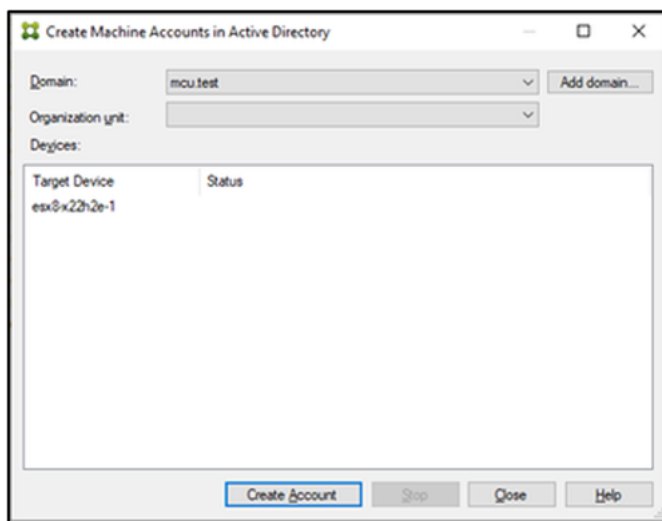 Create Machine Accounts in Active Directory
Domain: mcu.test Add domain...
Organization unit:
Devices:
Target Device Status
esx8-x22h2e-1
Create Account Stop Close Help